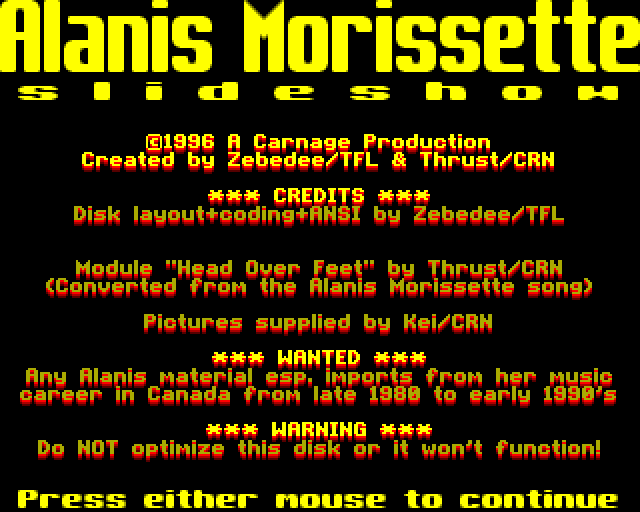 Alanis Morissette
slideshow
©1996 A Carnage Production
Created by Zebedee/TFL & Thrust/CRN
*** CREDITS ***
Disk layout+coding+ANSI by Zebedee/TFL
Module "Head Over Feet" by Thrust/CRN
(Converted from the Alanis Morissette song)
Pictures supplied by Kei/CRN
*** WANTED ***
Any Alanis material esp. imports from her music
career in Canada from late 1980 to early 1990's
*** WARNING ***
Do NOT optimize this disk or it won't function!
Press either mouse to continue